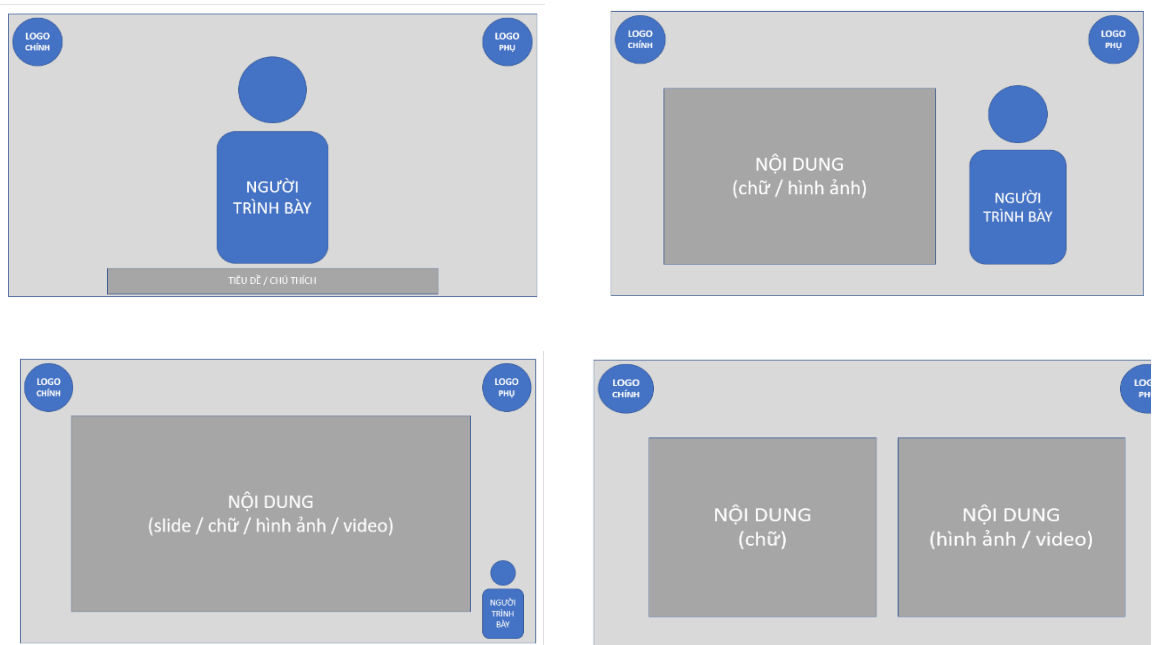 LOGO
CHÍNH
LOGO
PHỤ
NGƯỜI
TRÌNH BÀY
TIÊU ĐỀ / CHÚ THÍCH
LOGO
CHÍNH
LOGO
PHỤ
NỘI DUNG
(chữ / hình ảnh)
NGƯỜI
TRÌNH BÀY
LOGO
CHÍNH
LOGO
PHỤ
NỘI DUNG
(slide / chữ / hình ảnh / video)
NGƯỜI
TRÌNH
BÀY
LOGO
CHÍNH
NỘI DUNG
(chữ)
NỘI DUNG
(hình ảnh / video)